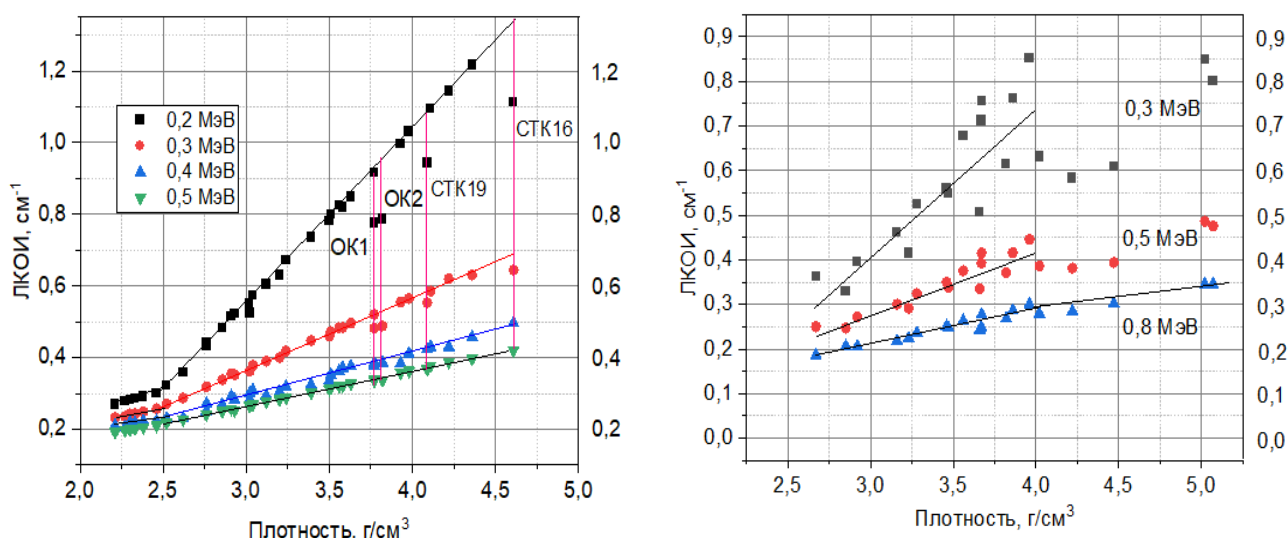 ЛКОИ, см-1
1,2
1,0
0,8
0,6
0,4
0,2
0,2 МэВ
0,3 МэВ
0,4 МэВ
0,5 МэВ
ОК1
ОК2
СТК19
СТК16
1,2
1,0
0,8
0,6
0,4
0,2
2,0 2,5 3,0 3,5 4,0 4,5 5,0
Плотность, г/см3
ЛКОИ, см-1
0,9
0,8
0,7
0,6
0,5
0,4
0,3
0,2
0,1
0,0
0,3 МэВ
0,5 МэВ
0,8 МэВ
0,9
0,8
0,7
0,6
0,5
0,4
0,3
0,2
0,1
0,0
2,5 3,0 3,5 4,0 4,5 5,0
Плотность, г/см3